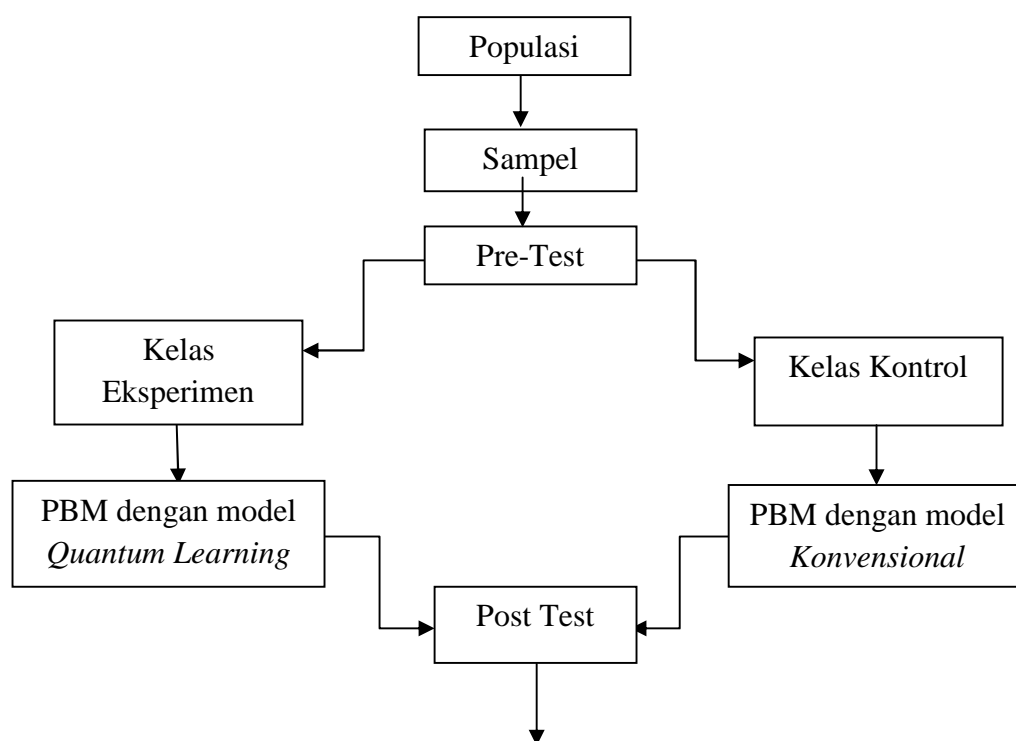 Populasi
Sampel
Pre-Test
Kelas
Eksperimen
Kelas Kontrol
PBM dengan model
Quantum Learning
PBM dengan model
Konvensional
Post Test